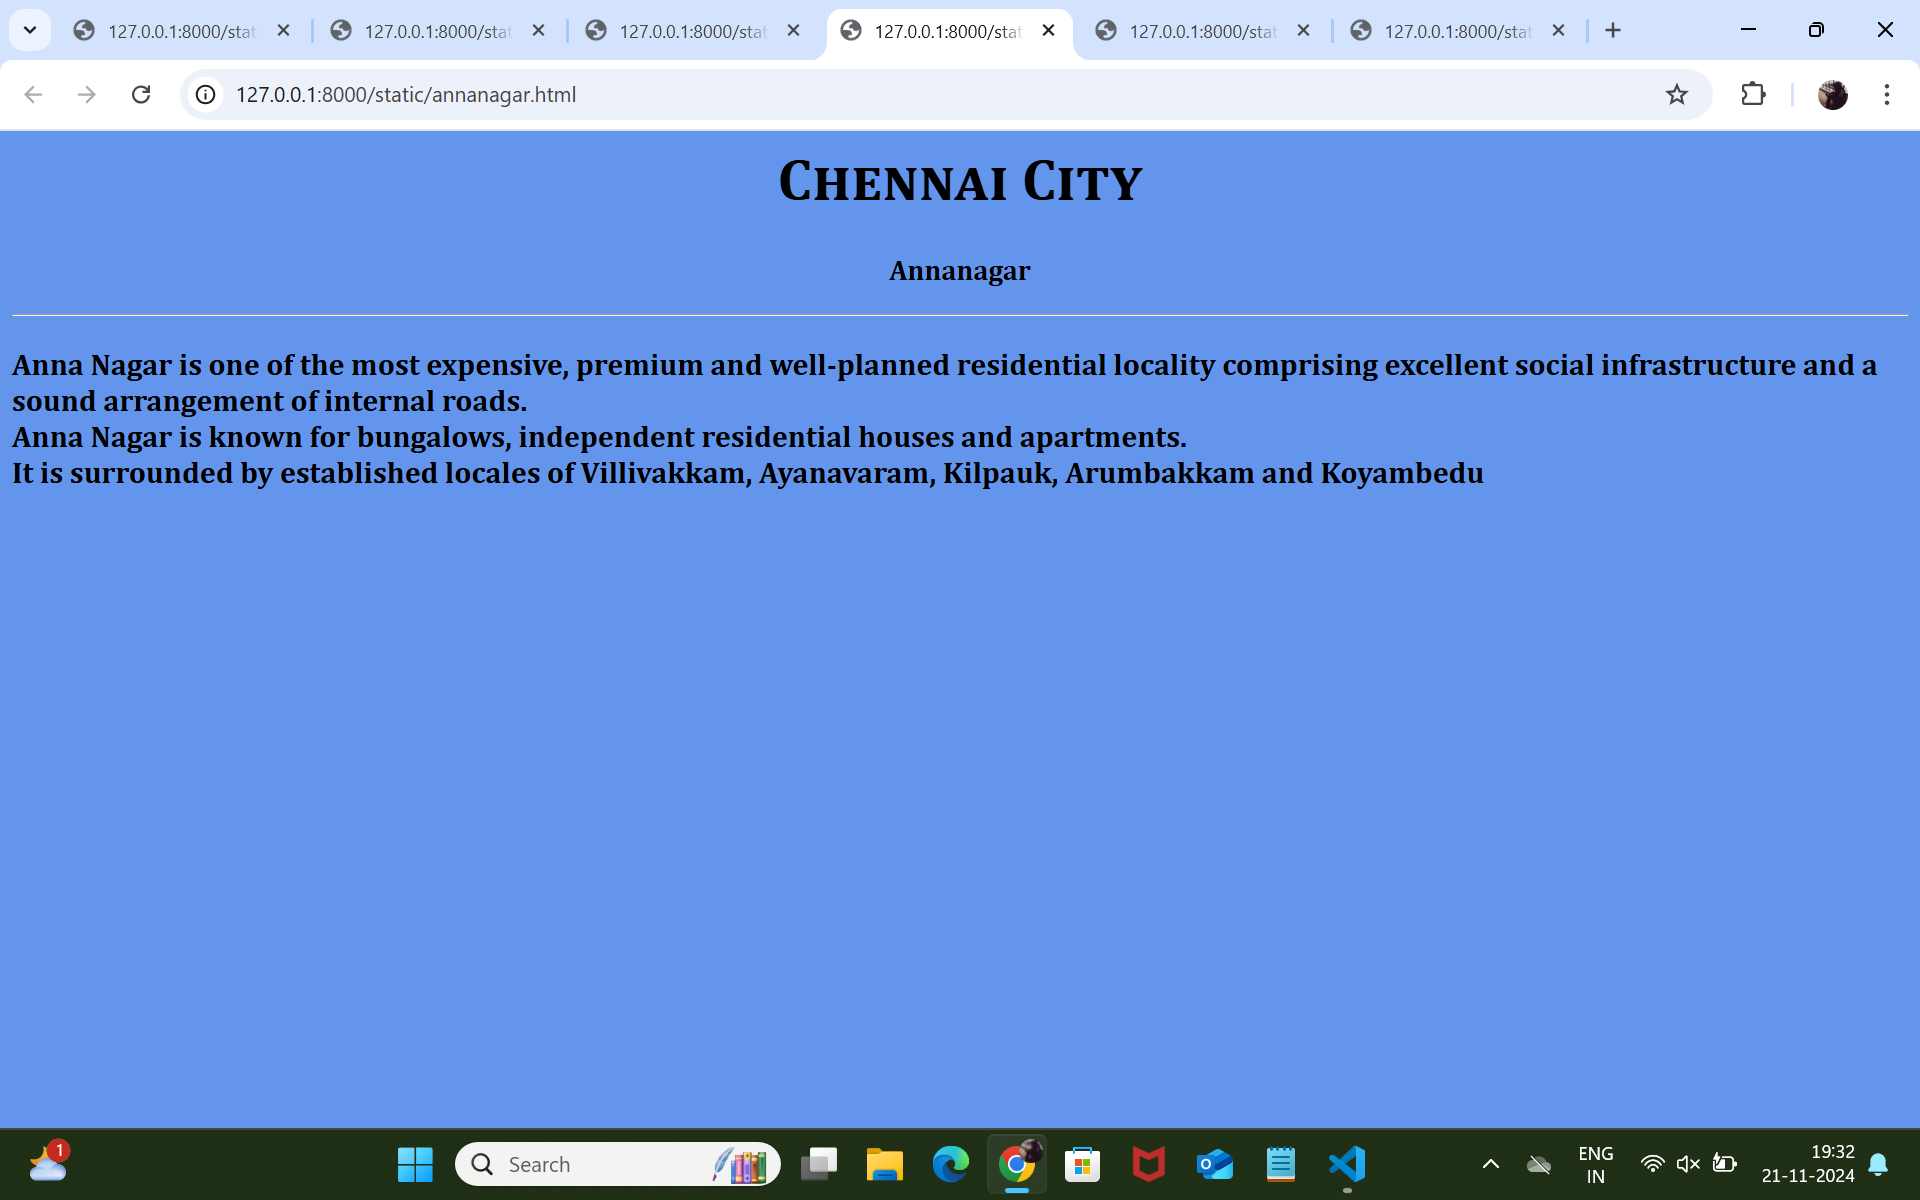 127.0.0.1:8000/stat
127.0.0.1:8000/stat
127.0.0.1:8000/stat
127.0.0.1:8000/stat
127.0.0.1:8000/stat
127.0.0.1:8000/stat
127.0.0.1:8000/static/annanagar.html
Chennai City
Annanagar
Anna Nagar is one of the most expensive, premium and well-planned residential locality comprising excellent social infrastructure and a
sound arrangement of internal roads.
Anna Nagar is known for bungalows, independent residential houses and apartments.
It is surrounded by established locales of Villivakkam, Ayanavaram, Kilpauk, Arumbakkam and Koyambedu
1
Search
ENG
IN
19:32
21-11-2024